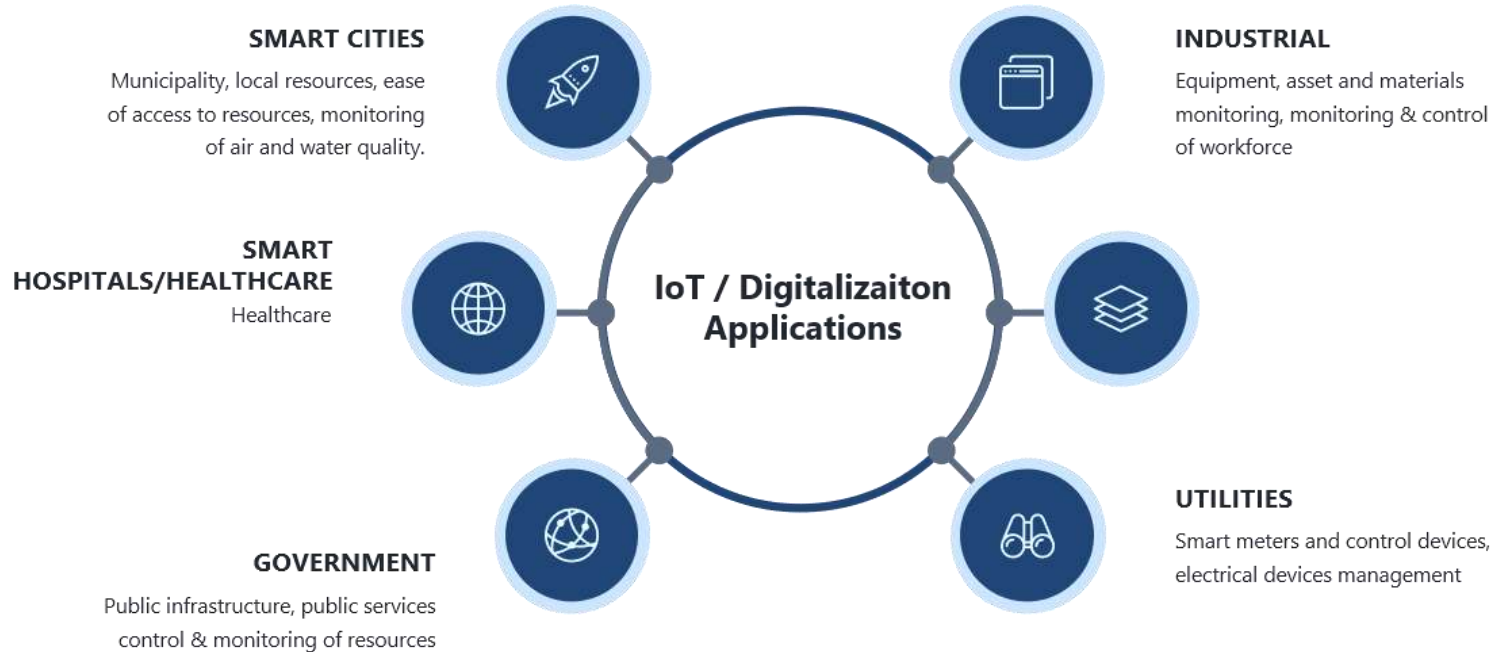 SMART CITIES
Municipality, local resources, ease
of access to resources, monitoring
of air and water quality.
INDUSTRIAL
Equipment, asset and materials
monitoring, monitoring & control
of workforce
SMART
HOSPITALS/HEALTHCARE
Healthcare
IoT / Digitalizaiton
Applications
GOVERNMENT
Public infrastructure, public services
control & monitoring of resources
UTILITIES
Smart meters and control devices,
electrical devices management